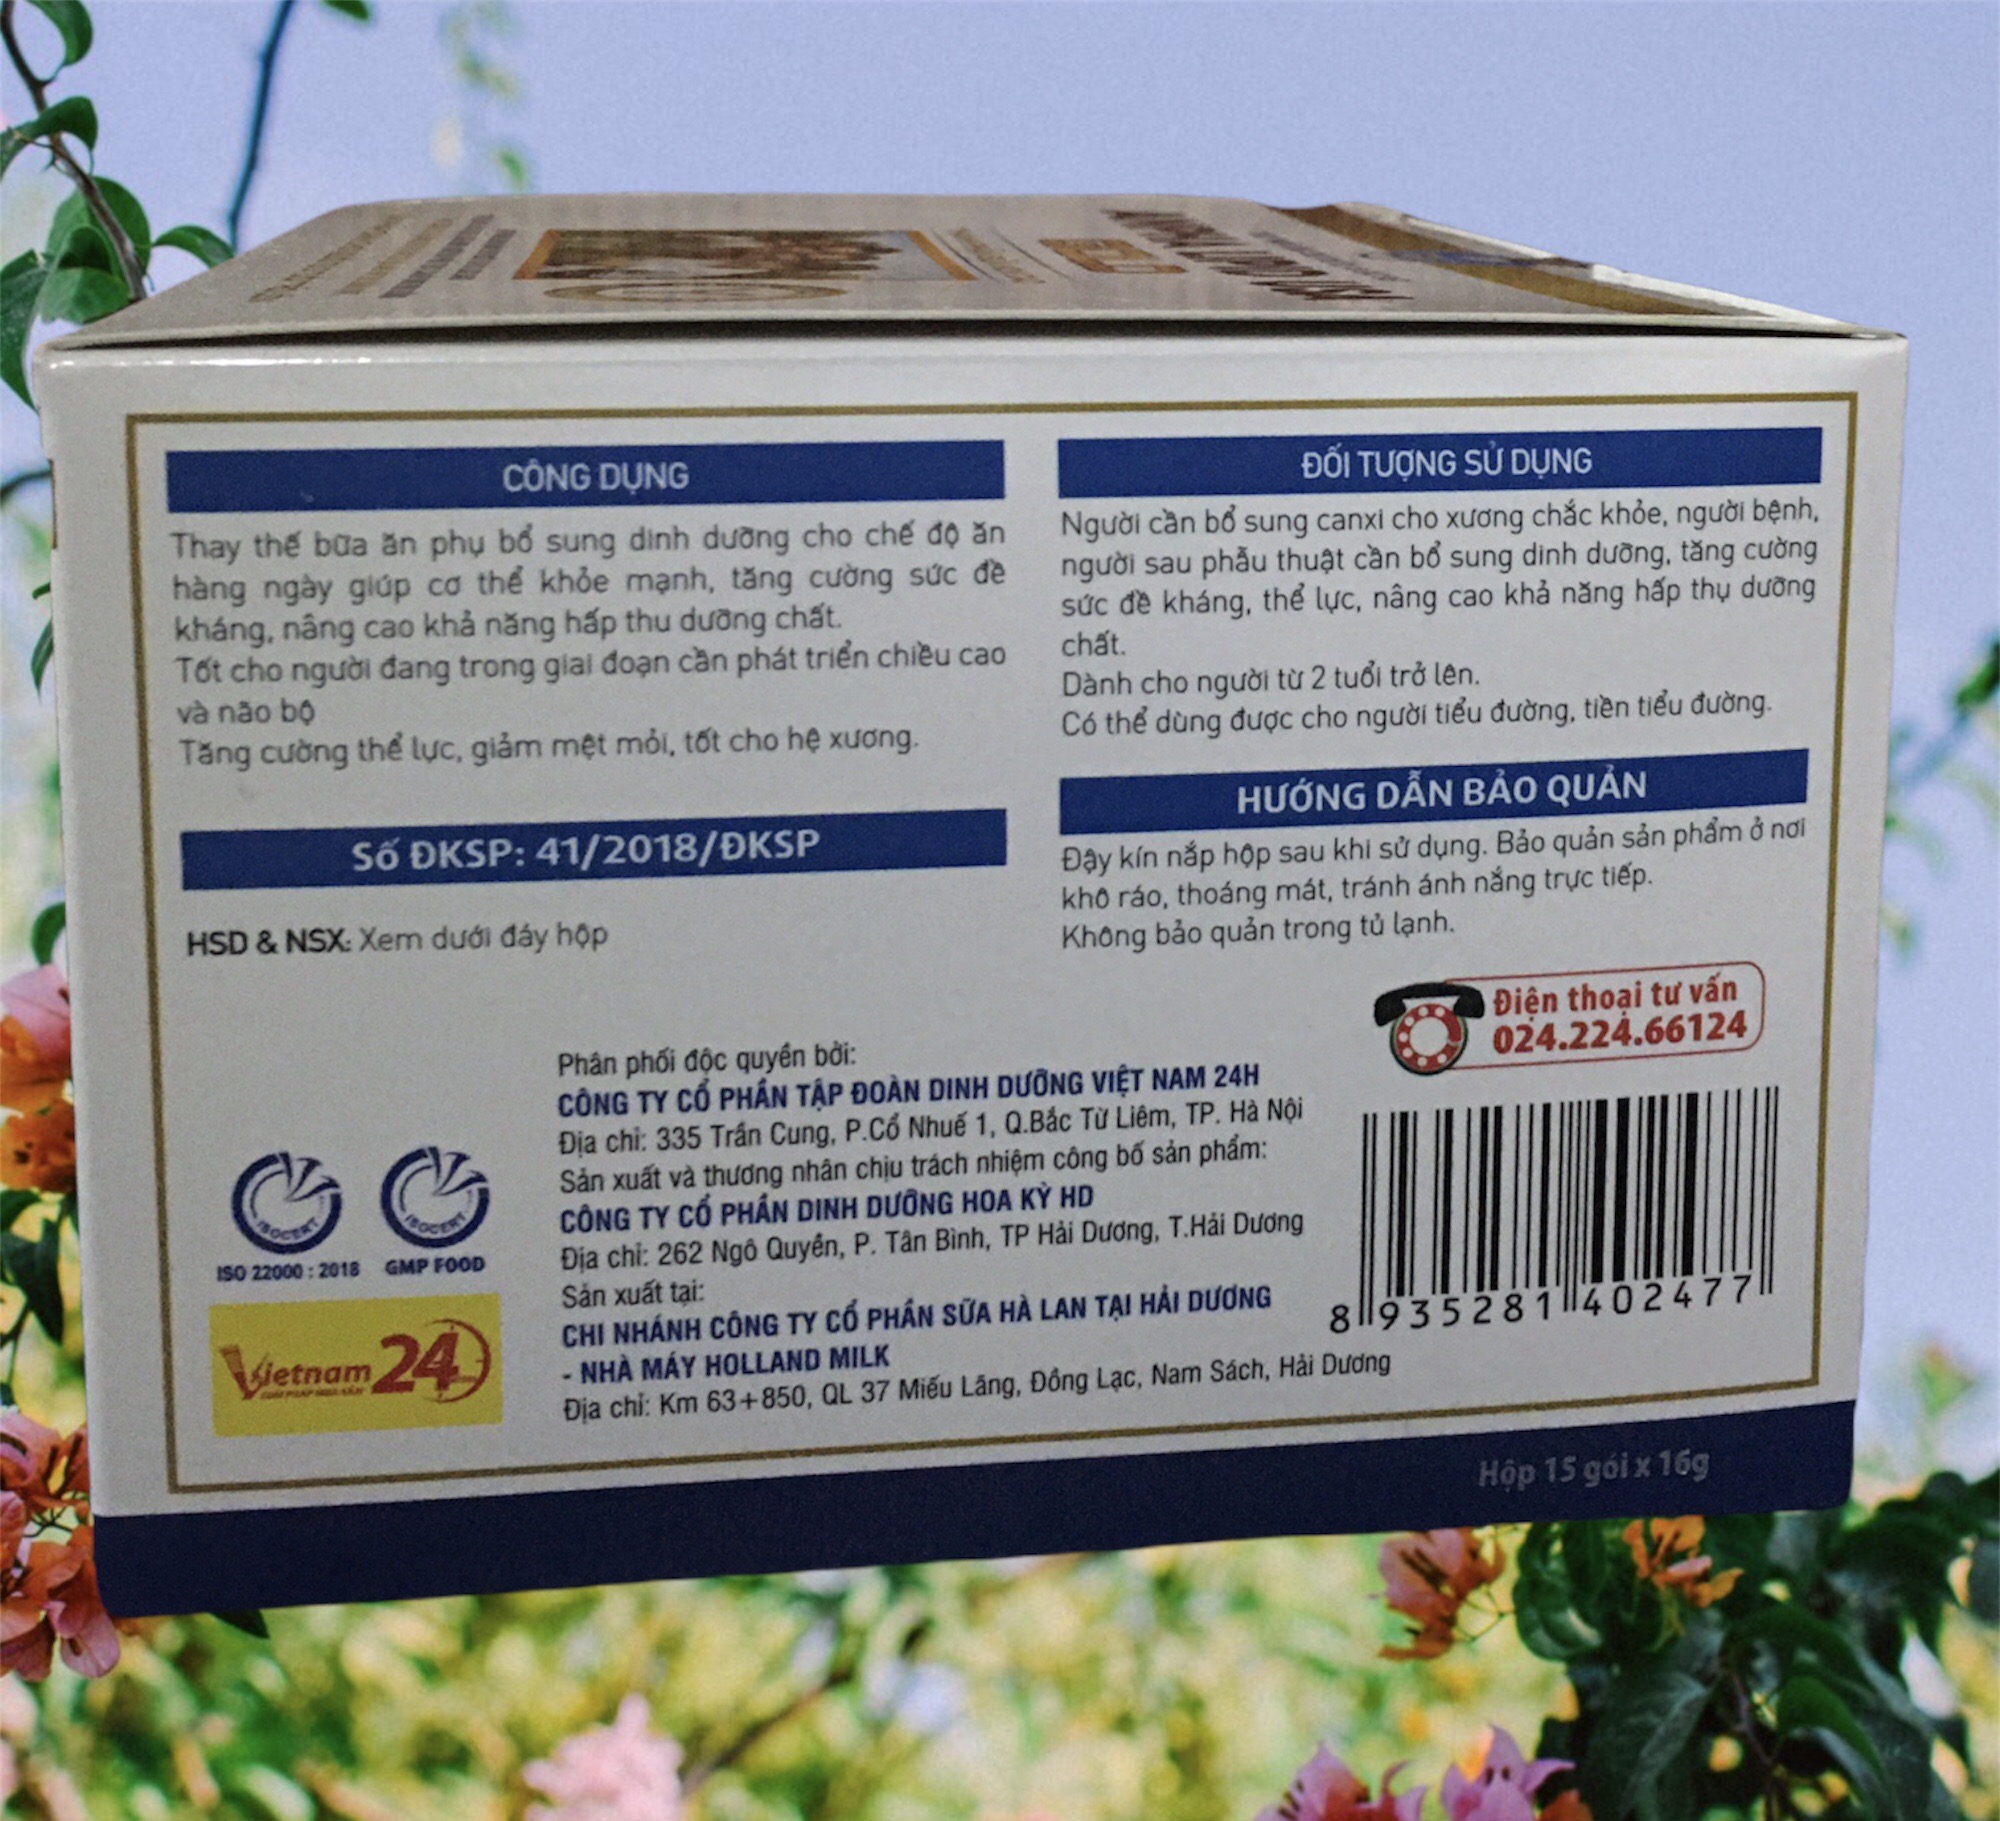 CÔNG DỤNG
Thay thế bữa ăn phụ bổ sung dinh dưỡng cho chế độ ăn
hàng ngày giúp cơ thể khỏe mạnh, tăng cường sức đề
kháng, nâng cao khả năng hấp thu dưỡng chất.
Tốt cho người đang trong giai đoạn cần phát triển chiều cao
và não bộ
Tăng cường thể lực, giảm mệt mỏi, tốt cho hệ xương.
Số ĐKSP: 41/2018/ĐKSP
HSD & NSX: Xem dưới đáy hộp
ĐỐI TƯỢNG SỬ DỤNG
Người cần bổ sung canxi cho xương chắc khỏe, người bệnh,
người sau phẫu thuật cần bổ sung dinh dưỡng, tăng cường
sức đề kháng, thể lực, nâng cao khả năng hấp thụ dưỡng
chất.
Dành cho người từ 2 tuổi trở lên.
Có thể dùng được cho người tiểu đường, tiền tiểu đường.
HƯỚNG DẪN BẢO QUẢN
Đậy kín nắp hộp sau khi sử dụng. Bảo quản sản phẩm ở nơi
khô ráo, thoáng mát, tránh ánh nắng trực tiếp.
Không bảo quản trong tủ lạnh.
Điện thoại tư vấn
024.224.66124
Phân phối độc quyền bởi:
CÔNG TY CỔ PHẦN TẬP ĐOÀN DINH DƯỠNG VIỆT NAM 24H
Địa chỉ: 335 Trần Cung, P.Cổ Nhuế 1, Q.Bắc Từ Liêm, TP. Hà Nội
Sản xuất và thương nhân chịu trách nhiệm công bố sản phẩm:
CÔNG TY CỔ PHẦN DINH DƯỠNG HOA KỲ HD
Địa chỉ: 262 Ngô Quyền, P. Tân Bình, TP Hải Dương, T.Hải Dương
Sản xuất tại:
CHI NHÁNH CÔNG TY CỔ PHẦN SỮA HÀ LAN TẠI HẢI DƯƠNG
- NHÀ MÁY HOLLAND MILK
Địa chỉ: Km 63+850, QL 37 Miếu Lãng, Đồng Lạc, Nam Sách, Hải Dương
ISOCERT
ISOCERT
ISO 22000 : 2018
GMP FOOD
Vietnam 24
8 935281 402477
Hộp 15 gói x 16g